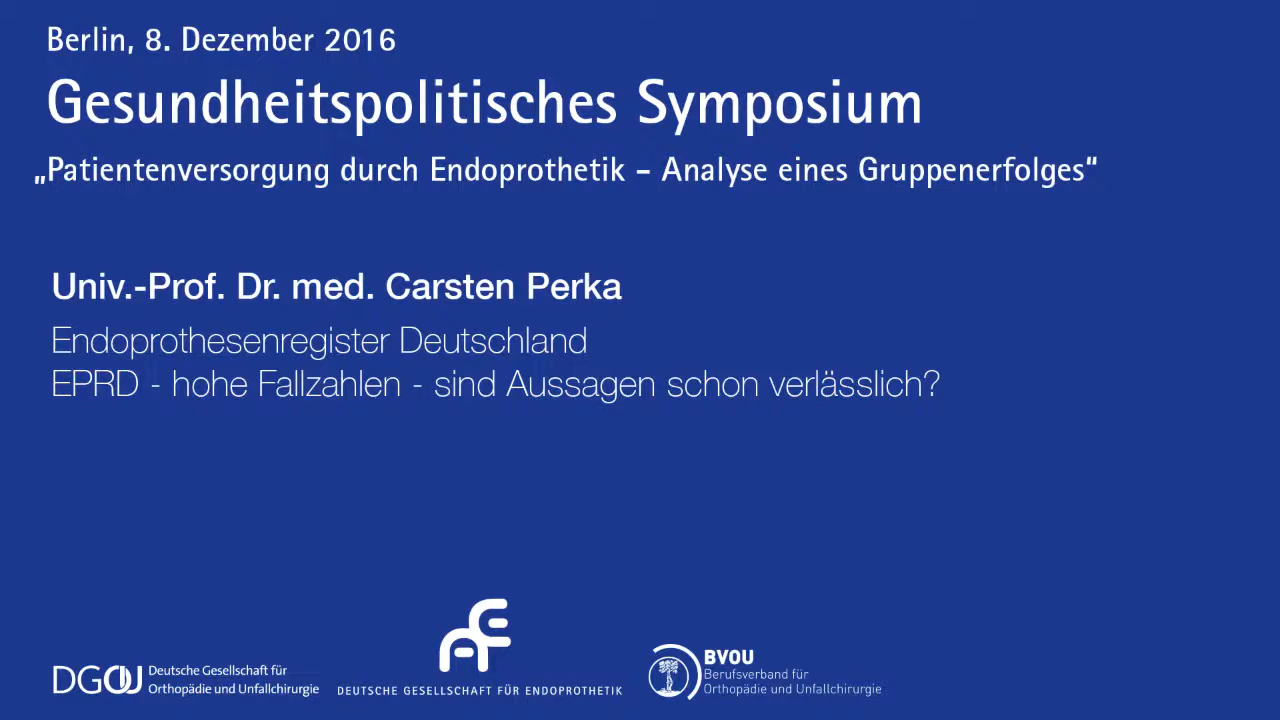 Berlin, 8. Dezember 2016
Gesundheitspolitisches Symposium
„Patientenversorgung durch Endoprothetik – Analyse eines Gruppenerfolges“
Univ.-Prof. Dr. med. Carsten Perka
Endoprothesenregister Deutschland
EPRD - hohe Fallzahlen - sind Aussagen schon verlässlich?
DGOU Deutsche Gesellschaft für
Orthopädie und Unfallchirurgie
AE
DEUTSCHE GESELLSCHAFT FÜR ENDOPROTHETIK
BVOU
Berufsverband für
Orthopädie und Unfallchirurgie